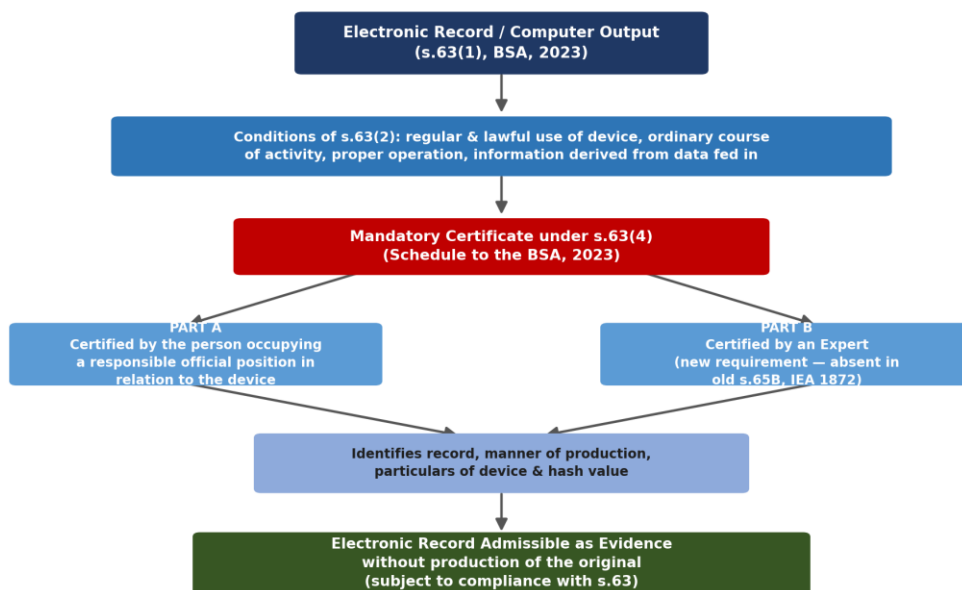 Electronic Record / Computer Output
(s.63(1), BSA, 2023)
Conditions of s.63(2): regular & lawful use of device, ordinary course
of activity, proper operation, information derived from data fed in
Mandatory Certificate under s.63(4)
(Schedule to the BSA, 2023)
PART A
Certified by the person occupying
a responsible official position in
relation to the device
PART B
Certified by an Expert
(new requirement — absent in
old s.65B, IEA 1872)
Identifies record, manner of production,
particulars of device & hash value
Electronic Record Admissible as Evidence
without production of the original
(subject to compliance with s.63)